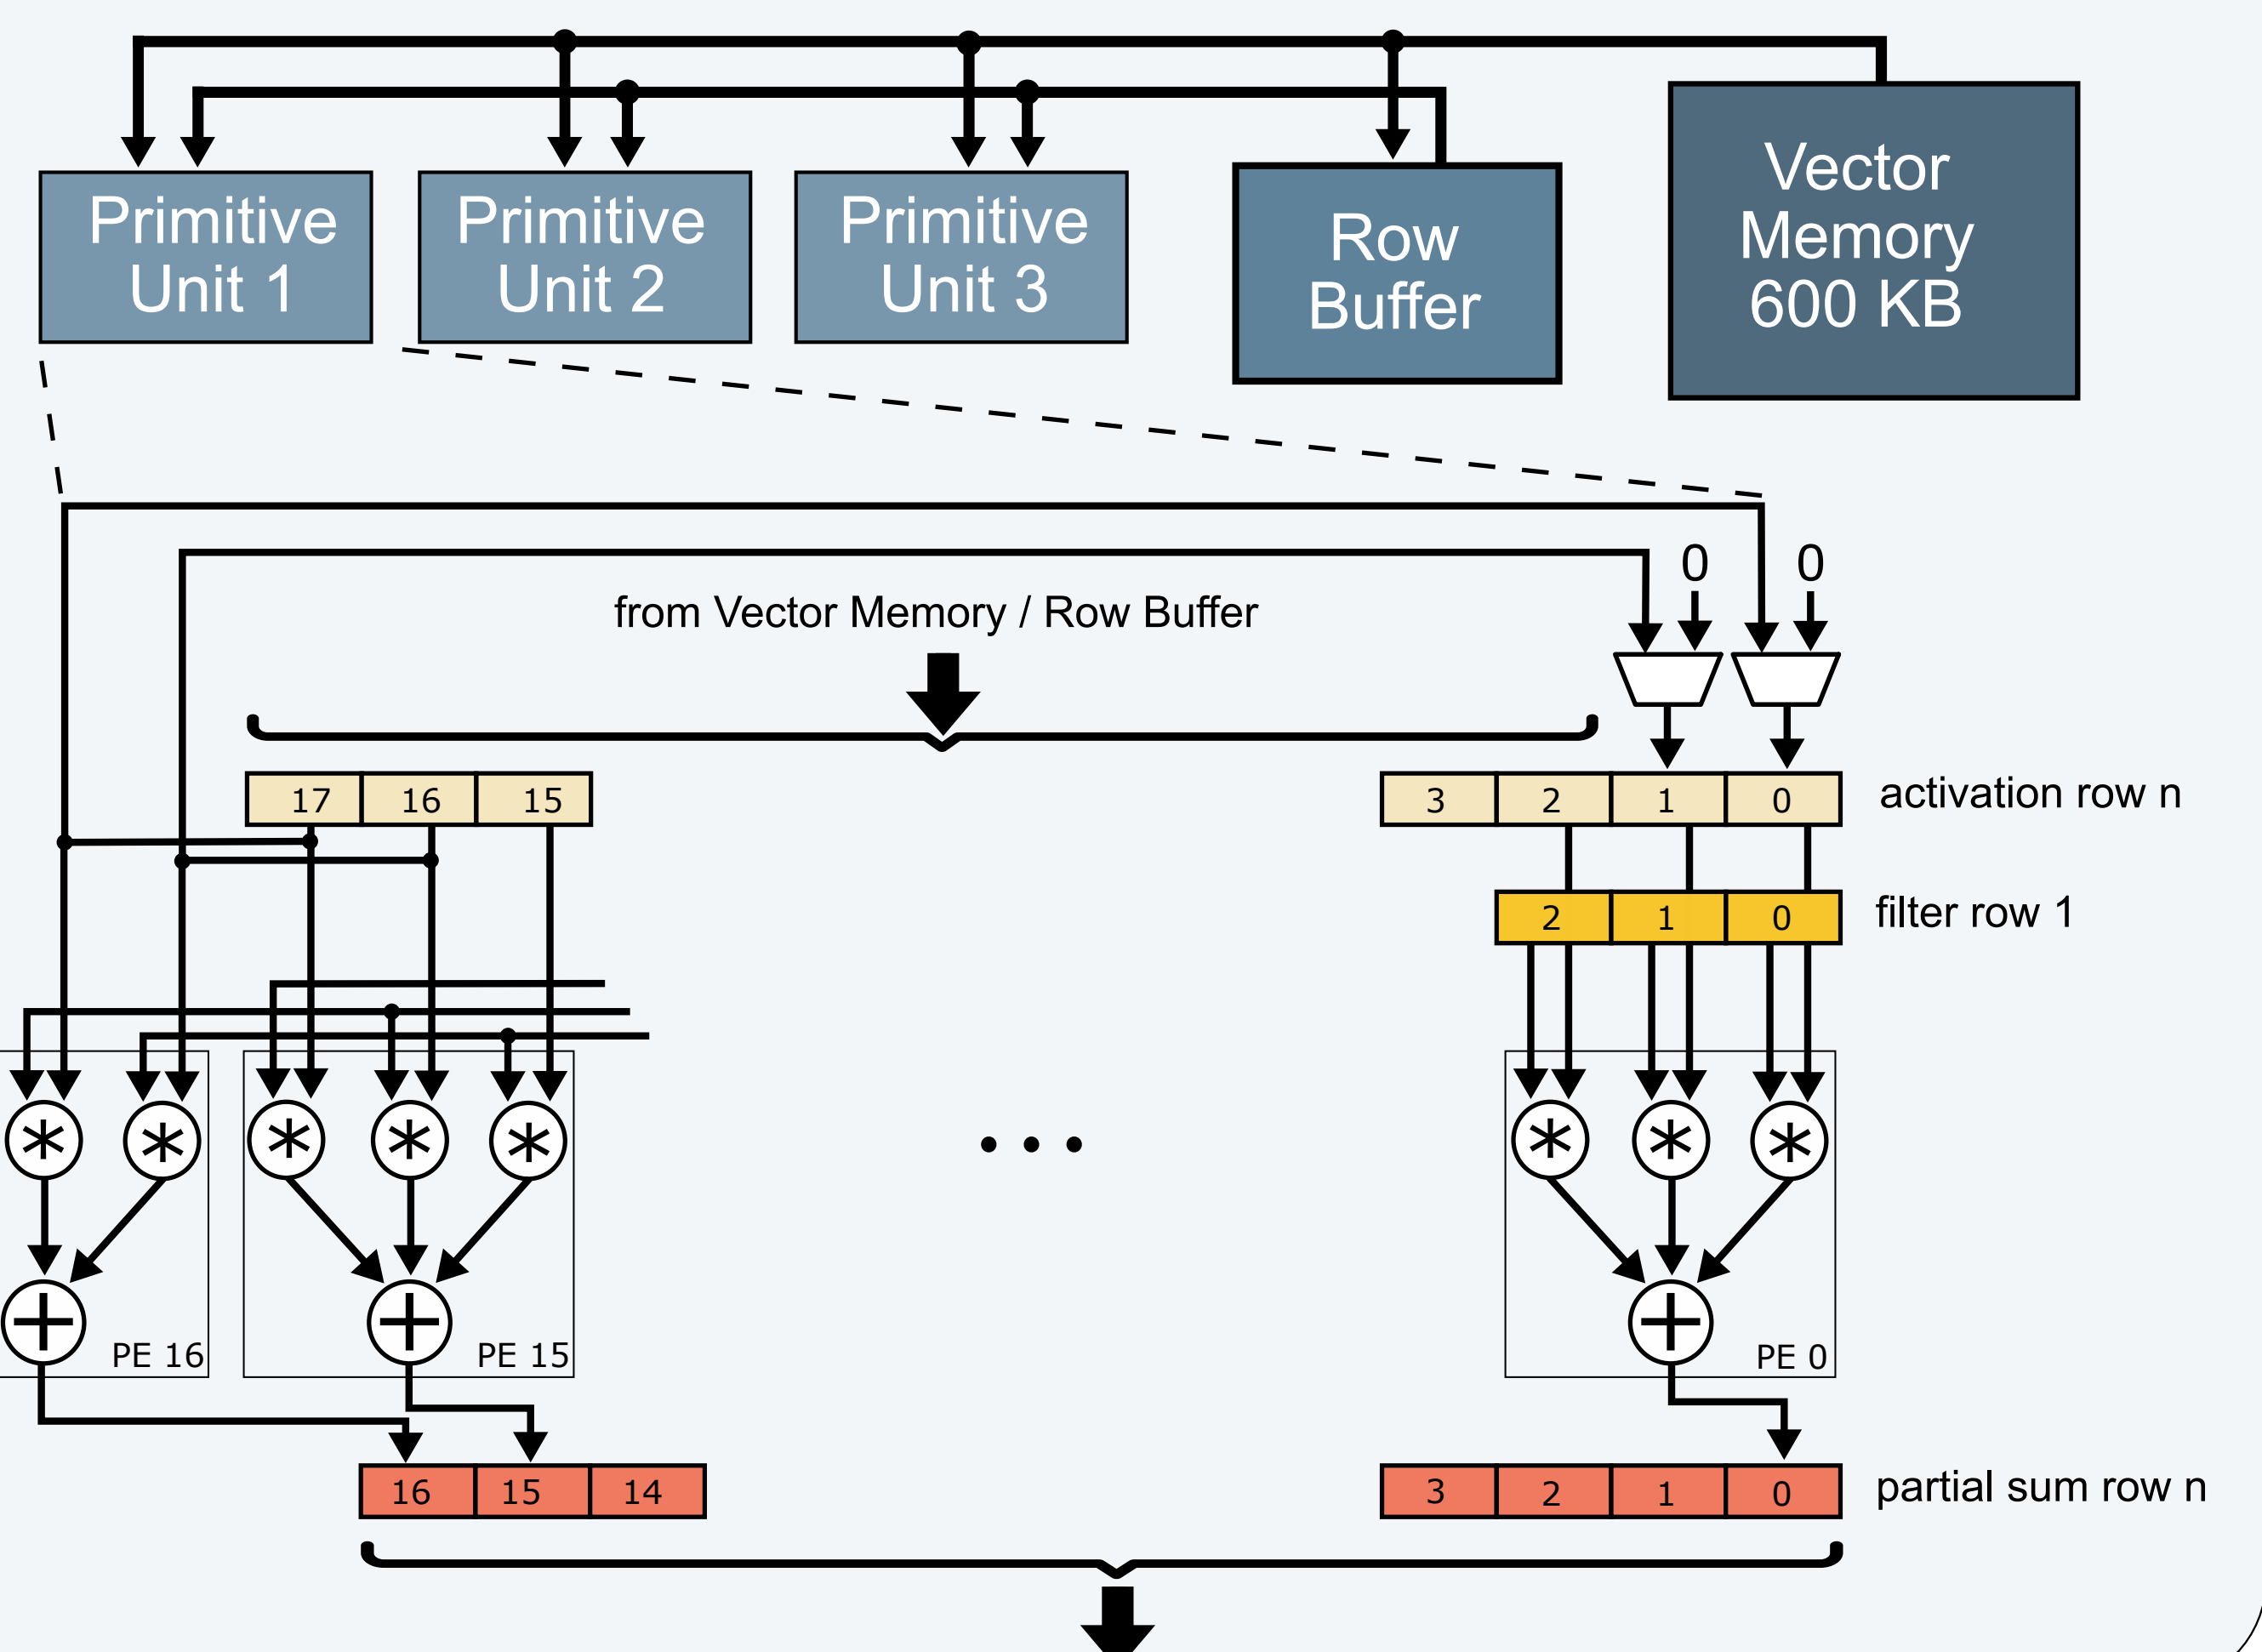 Primitive
Unit 1
Primitive
Unit 2
Primitive
Unit 3
Row
Buffer
Vector
Memory
600 KB
0 0
from Vector Memory / Row Buffer
17 16 15 3 2 1 0 activation row n
2 1 0 filter row 1
* * * * * * * *
+ + +
PE 16 PE 15 PE 0
• • •
16 15 14 3 2 1 0 partial sum row n